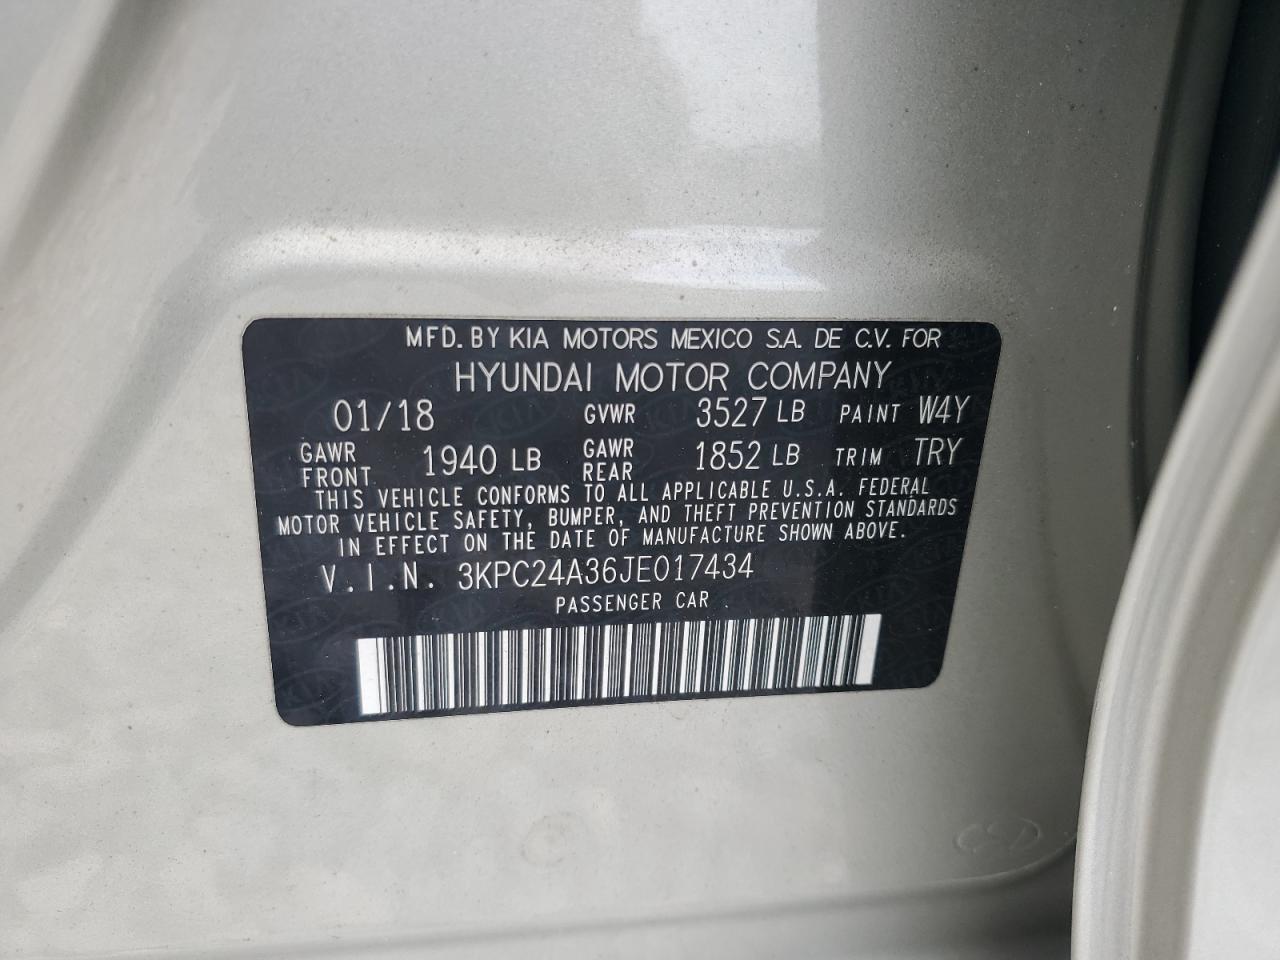 MFD. BY KIA MOTORS MEXICO S.A. DE C.V. FOR
HYUNDAI MOTOR COMPANY
01/18 GVWR 3527 LB PAINT W4Y
GAWR FRONT 1940 LB GAWR REAR 1852 LB TRIM TRY
THIS VEHICLE CONFORMS TO ALL APPLICABLE U.S.A. FEDERAL
MOTOR VEHICLE SAFETY, BUMPER, AND THEFT PREVENTION STANDARDS
IN EFFECT ON THE DATE OF MANUFACTURE SHOWN ABOVE.
V.I.N. 3KPC24A36JE017434
PASSENGER CAR